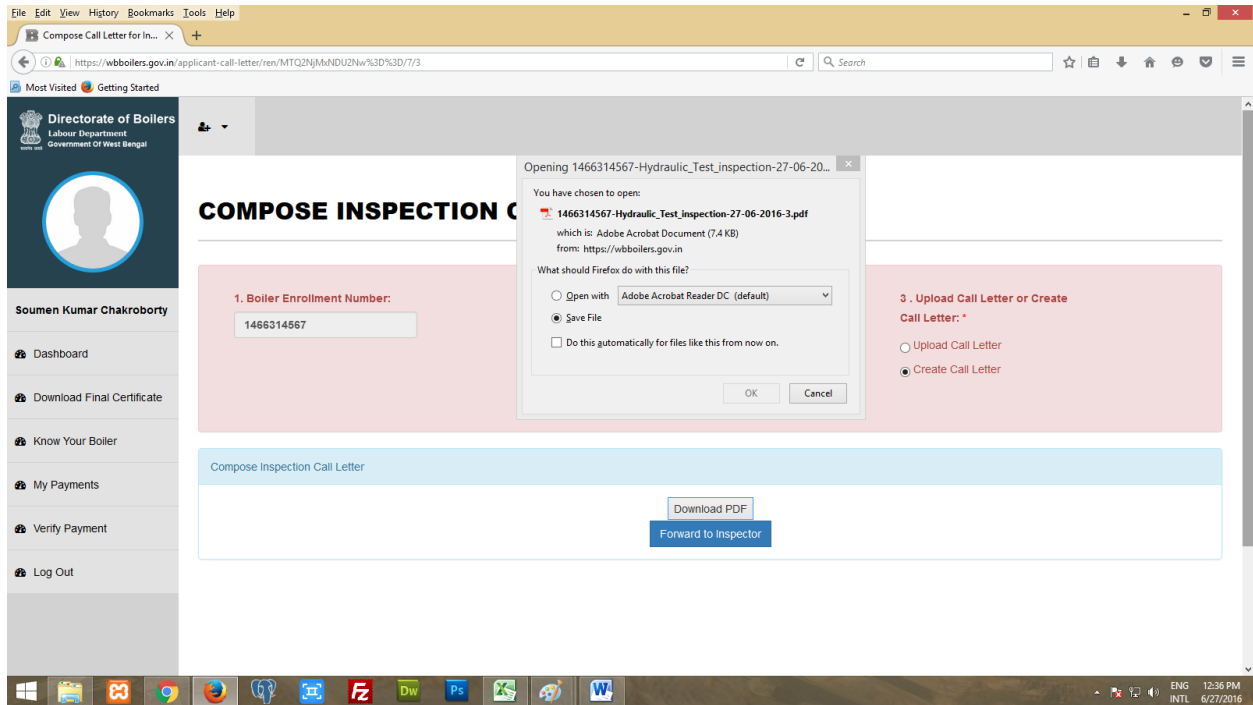 File Edit View History Bookmarks Tools Help
Compose Call Letter for In...
https://wbboilers.gov.in/applicant-call-letter/ren/MTQ2NjMxNDU2Nw%3D%3D/7/3
Search
Most Visited Getting Started
Directorate of Boilers
Labour Department
Government Of West Bengal
Soumen Kumar Chakroborty
Dashboard
Download Final Certificate
Know Your Boiler
My Payments
Verify Payment
Log Out
COMPOSE INSPECTION
1. Boiler Enrollment Number:
1466314567
Opening 1466314567-Hydraulic_Test_inspection-27-06-20...
You have chosen to open:
1466314567-Hydraulic_Test_inspection-27-06-2016-3.pdf
which is: Adobe Acrobat Document (7.4 KB)
from: https://wbboilers.gov.in
What should Firefox do with this file?
Open with Adobe Acrobat Reader DC (default)
Save File
Do this automatically for files like this from now on.
OK Cancel
3 . Upload Call Letter or Create
Call Letter: *
Upload Call Letter
Create Call Letter
Compose Inspection Call Letter
Download PDF
Forward to Inspector
Dw
Ps
ENG 12:36 PM
INTL 6/27/2016